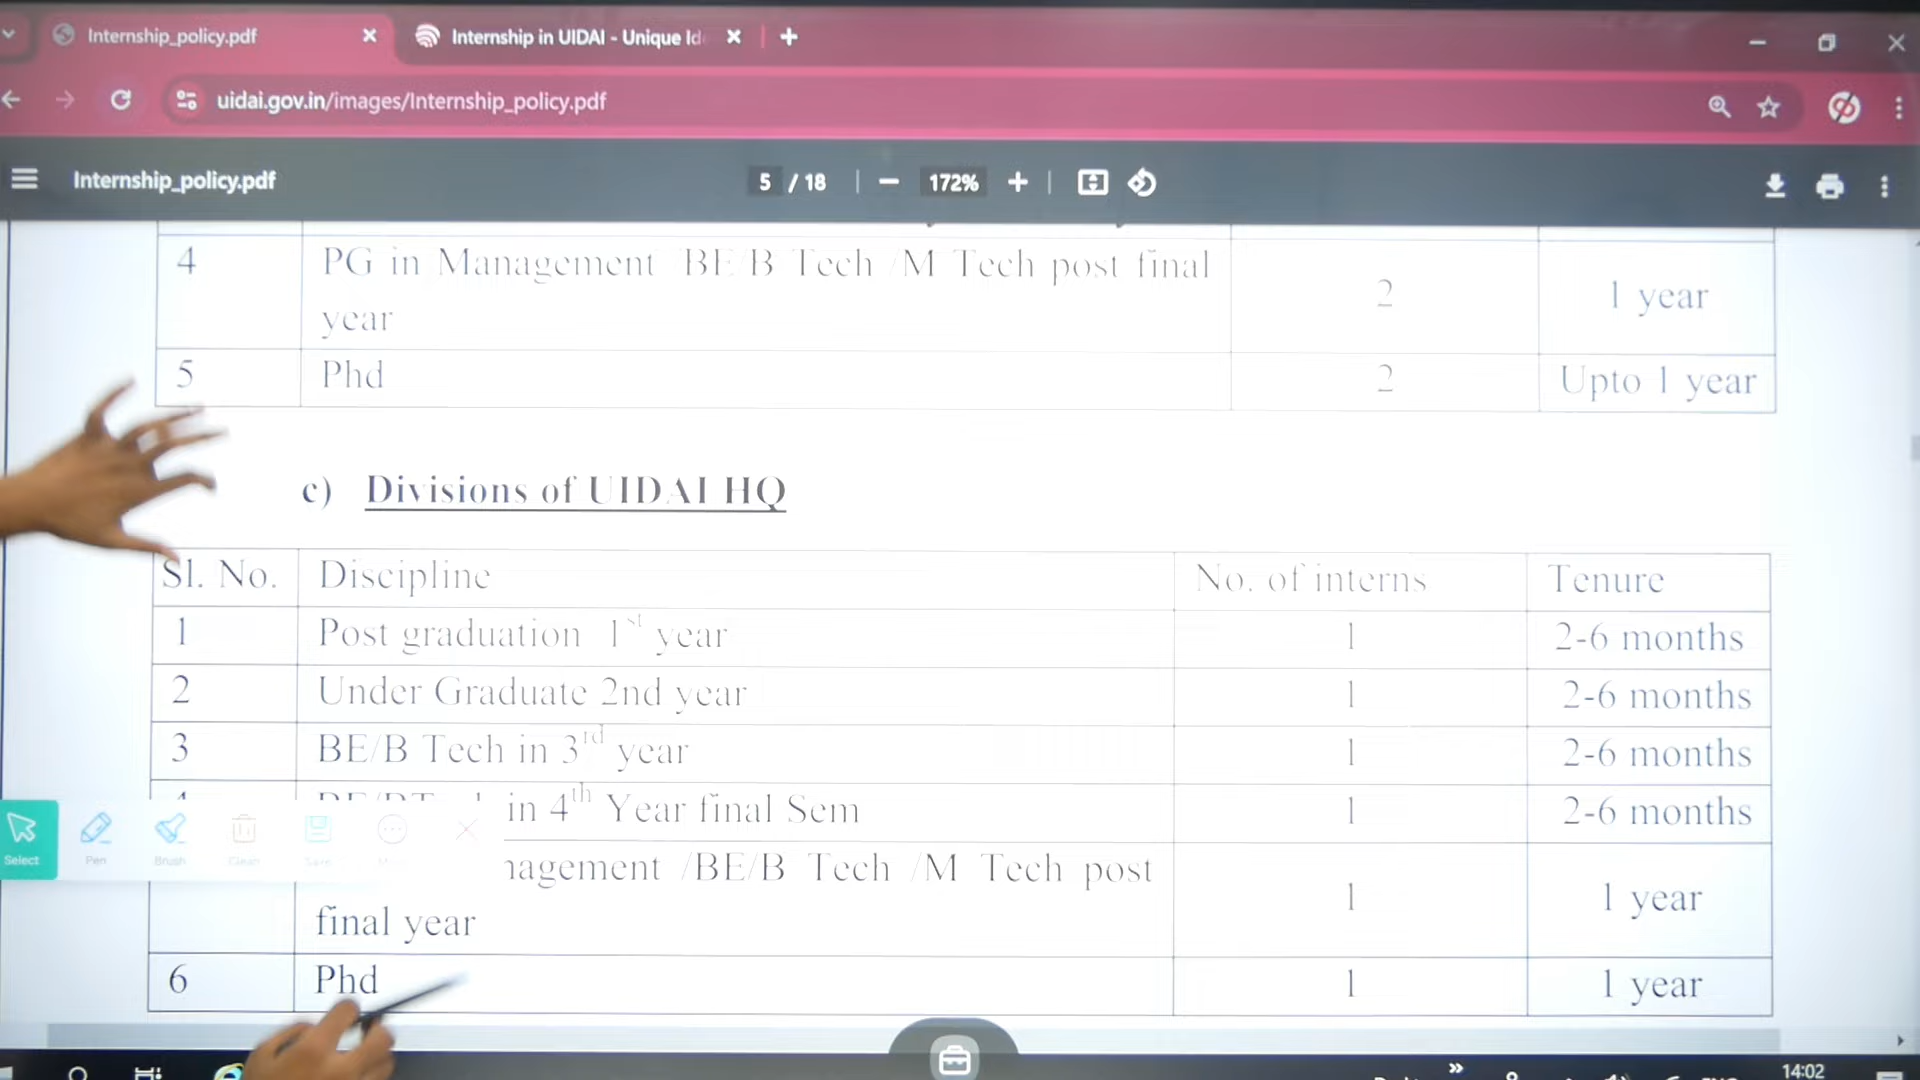 Internship_policy.pdf
Internship in UIDAI - Unique Id
uidai.gov.in/images/Internship_policy.pdf
Internship_policy.pdf
5 / 18
172%
4 PG in Management BE/B Tech /M Tech post final 2 1 year
year
5 Phd 2 Upto 1 year
c) Divisions of UIDAI HQ
Sl. No. Discipline No. of interns Tenure
1 Post graduation 1st year 1 2-6 months
2 Under Graduate 2nd year 1 2-6 months
3 BE/B Tech in 3rd year 1 2-6 months
in 4th Year final Sem 1 2-6 months
nagement /BE/B Tech /M Tech post 1 1 year
final year
6 Phd 1 1 year
Select
Pen
Brush
Clean
Save
14:02